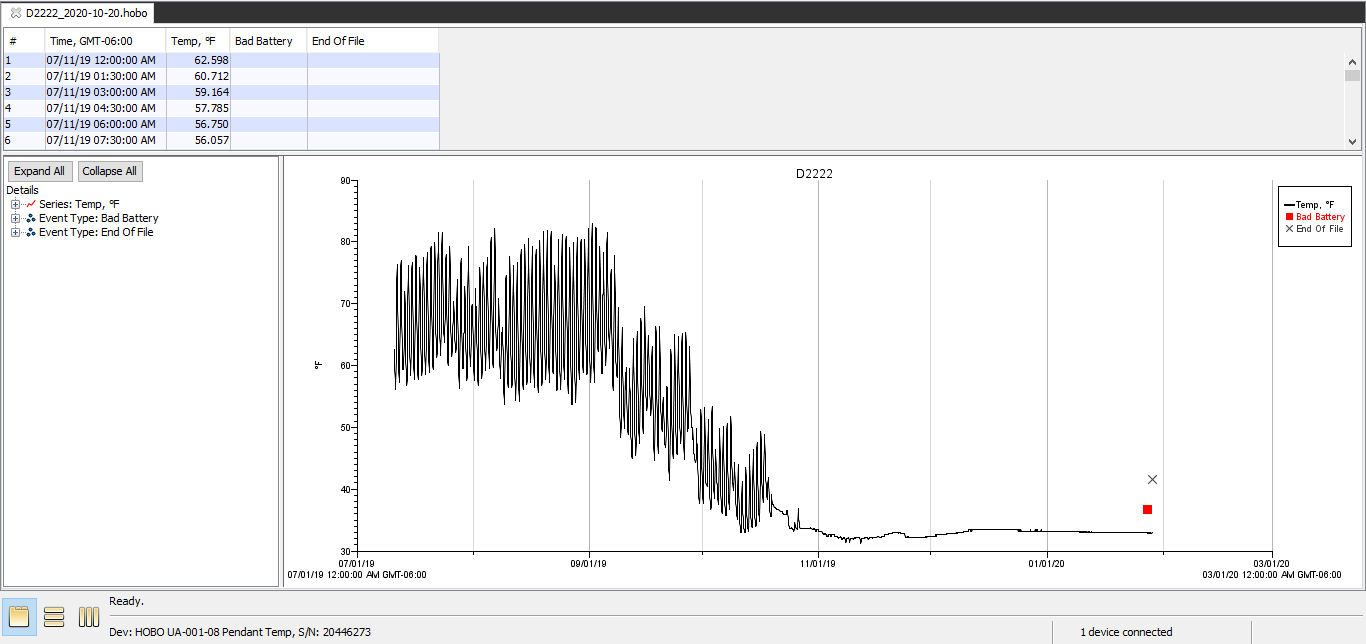 D2222_2020-10-20.hobo
# Time, GMT-06:00 Temp, °F Bad Battery End Of File
1 07/11/19 12:00:00 AM 62.598
2 07/11/19 01:30:00 AM 60.712
3 07/11/19 03:00:00 AM 59.164
4 07/11/19 04:30:00 AM 57.785
5 07/11/19 06:00:00 AM 56.750
6 07/11/19 07:30:00 AM 56.057
Expand All Collapse All
Details
Series: Temp, °F
Event Type: Bad Battery
Event Type: End Of File
D2222
90
80
70
60
50
40
30
°F
Temp, °F
Bad Battery
End Of File
07/01/19 09/01/19 11/01/19 01/01/20 03/01/20
07/01/19 12:00:00 AM GMT-06:00 03/01/20 12:00:00 AM GMT-06:00
Ready.
Dev: HOBO UA-001-08 Pendant Temp, S/N: 20446273 1 device connected